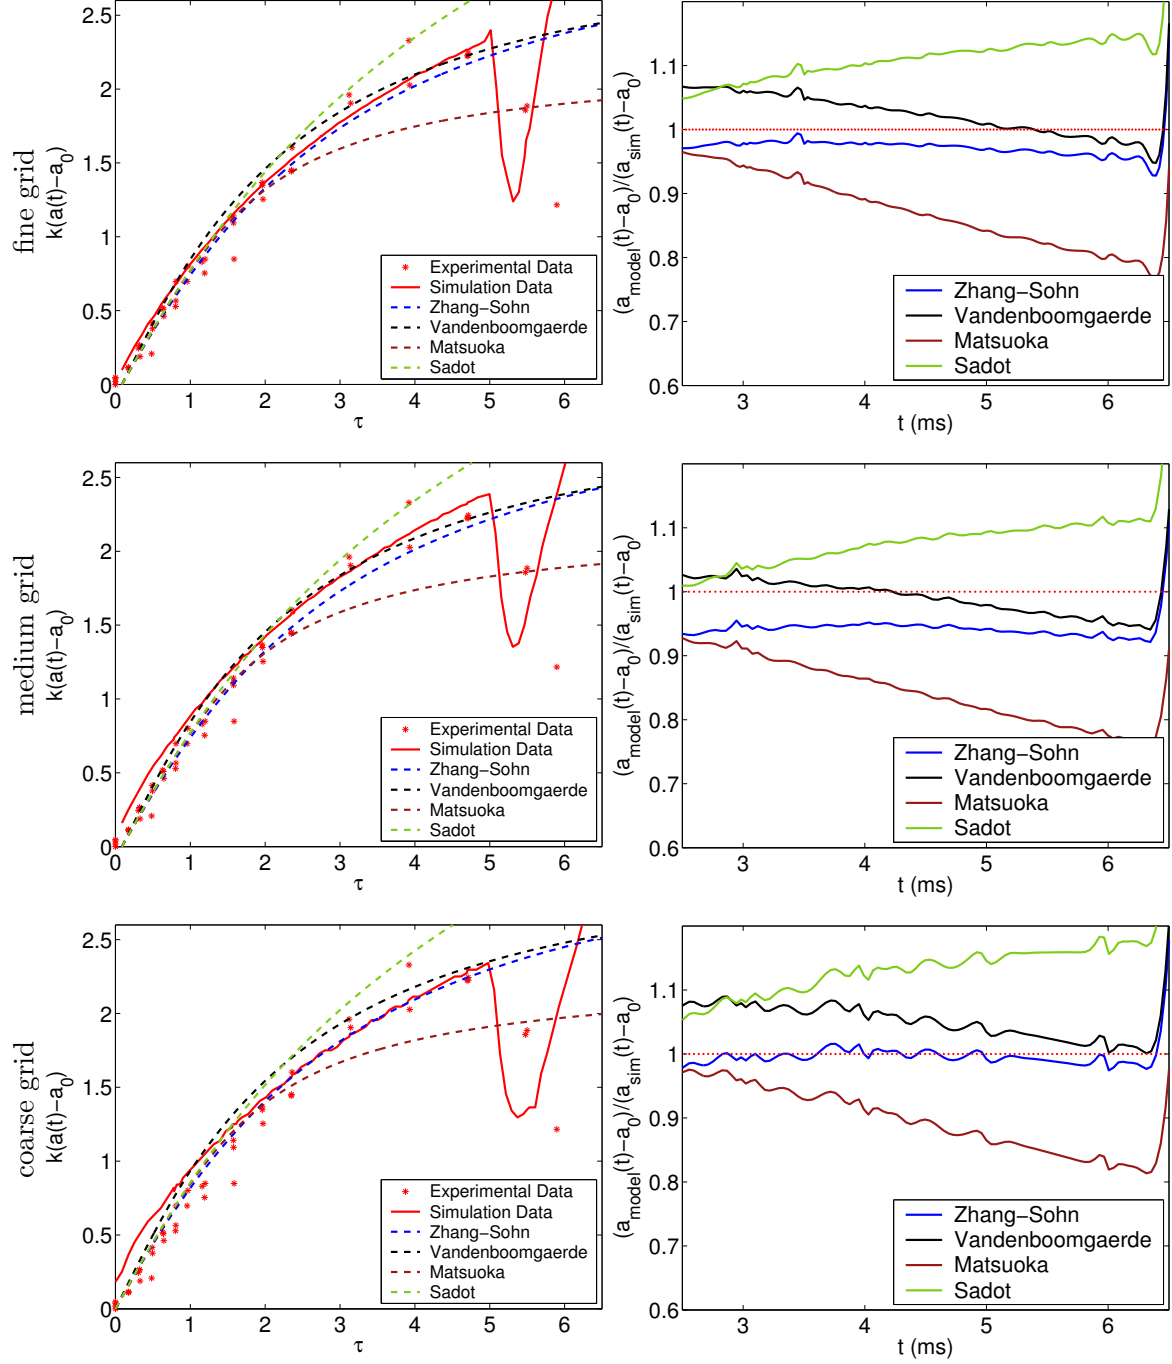 fine grid
k(a(t)−a0)
2.5
2
1.5
1
0.5
0
Experimental Data
Simulation Data
Zhang−Sohn
Vandenboomgaerde
Matsuoka
Sadot
0 1 2 3 4 5 6
τ
(amodel(t)−a0)/(asim(t)−a0)
1.1
1
0.9
0.8
0.7
0.6
Zhang−Sohn
Vandenboomgaerde
Matsuoka
Sadot
3 4 5 6
t (ms)
medium grid
k(a(t)−a0)
2.5
2
1.5
1
0.5
0
Experimental Data
Simulation Data
Zhang−Sohn
Vandenboomgaerde
Matsuoka
Sadot
0 1 2 3 4 5 6
τ
(amodel(t)−a0)/(asim(t)−a0)
1.1
1
0.9
0.8
0.7
0.6
Zhang−Sohn
Vandenboomgaerde
Matsuoka
Sadot
3 4 5 6
t (ms)
coarse grid
k(a(t)−a0)
2.5
2
1.5
1
0.5
0
Experimental Data
Simulation Data
Zhang−Sohn
Vandenboomgaerde
Matsuoka
Sadot
0 1 2 3 4 5 6
τ
(amodel(t)−a0)/(asim(t)−a0)
1.1
1
0.9
0.8
0.7
0.6
Zhang−Sohn
Vandenboomgaerde
Matsuoka
Sadot
3 4 5 6
t (ms)